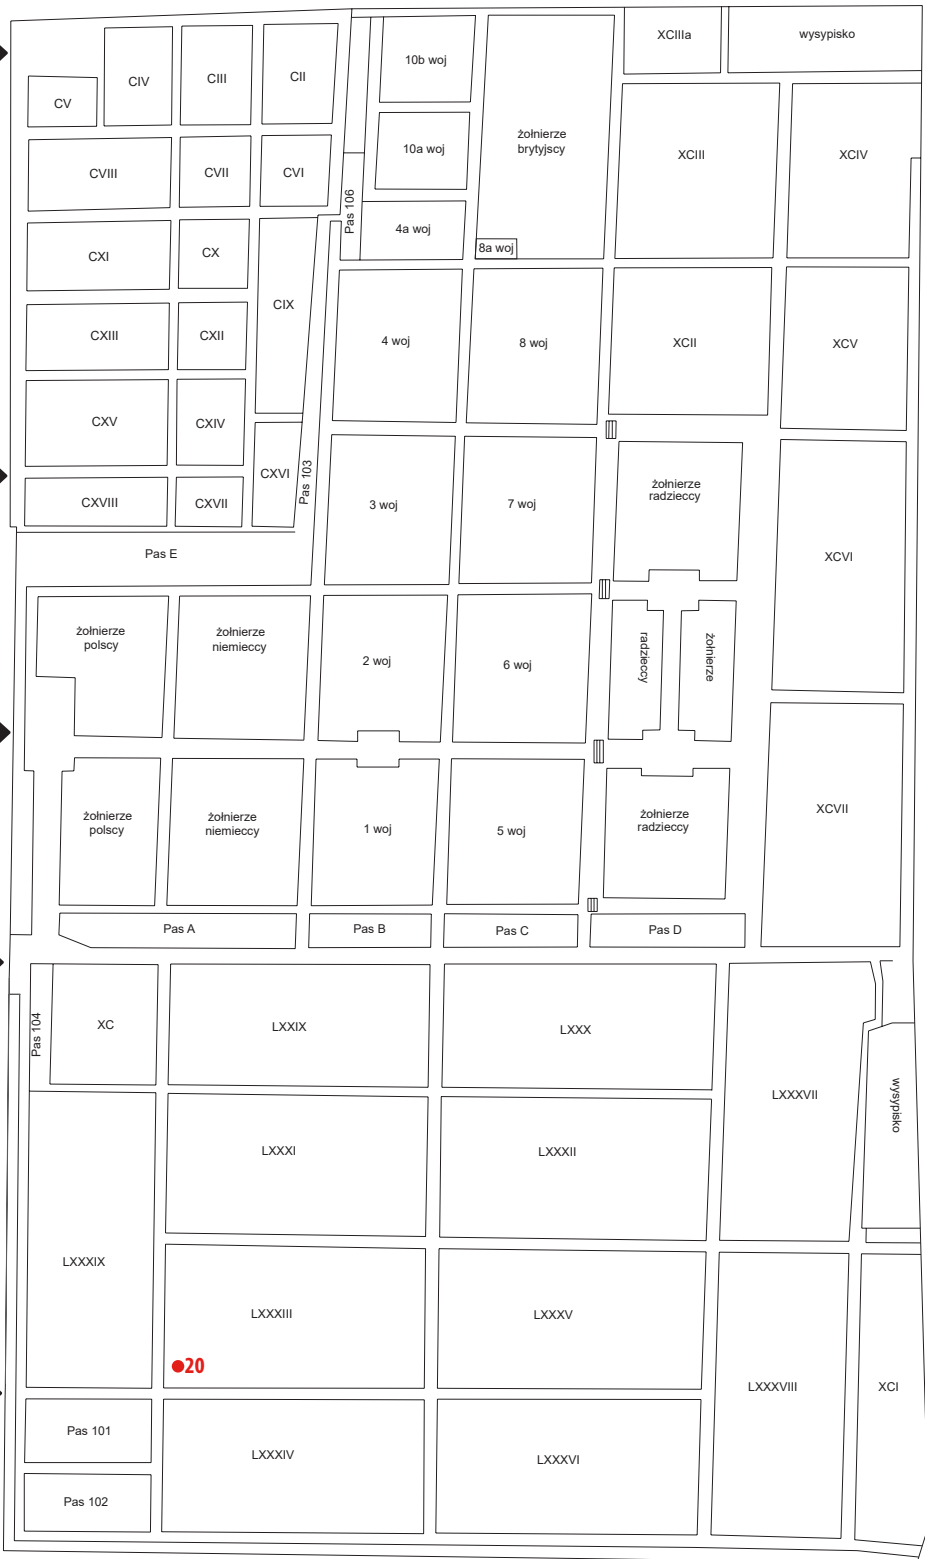 XCIIIa
wysypisko
10b woj
CIV
CIII
CII
CV
żołnierze
brytyjscy
10a woj
XCIII
XCIV
CVIII
CVII
CVI
Pas 106
4a woj
8a woj
CXI
CX
CIX
CXIII
CXII
4 woj
8 woj
XCII
XCV
CXV
CXIV
CXVI
Pas 103
CXVIII
CXVII
3 woj
7 woj
żołnierze
radzieccy
Pas E
XCVI
żołnierze
polscy
żołnierze
niemieccy
2 woj
6 woj
radzieccy
żołnierze
żołnierze
polscy
żołnierze
niemieccy
1 woj
5 woj
żołnierze
radzieccy
XCVII
Pas A
Pas B
Pas C
Pas D
Pas 104
XC
LXXIX
LXXX
LXXXVII
wysypisko
LXXXI
LXXXII
LXXXIX
LXXXIII
LXXXV
20
LXXXVIII
XCI
Pas 101
LXXXIV
LXXXVI
Pas 102